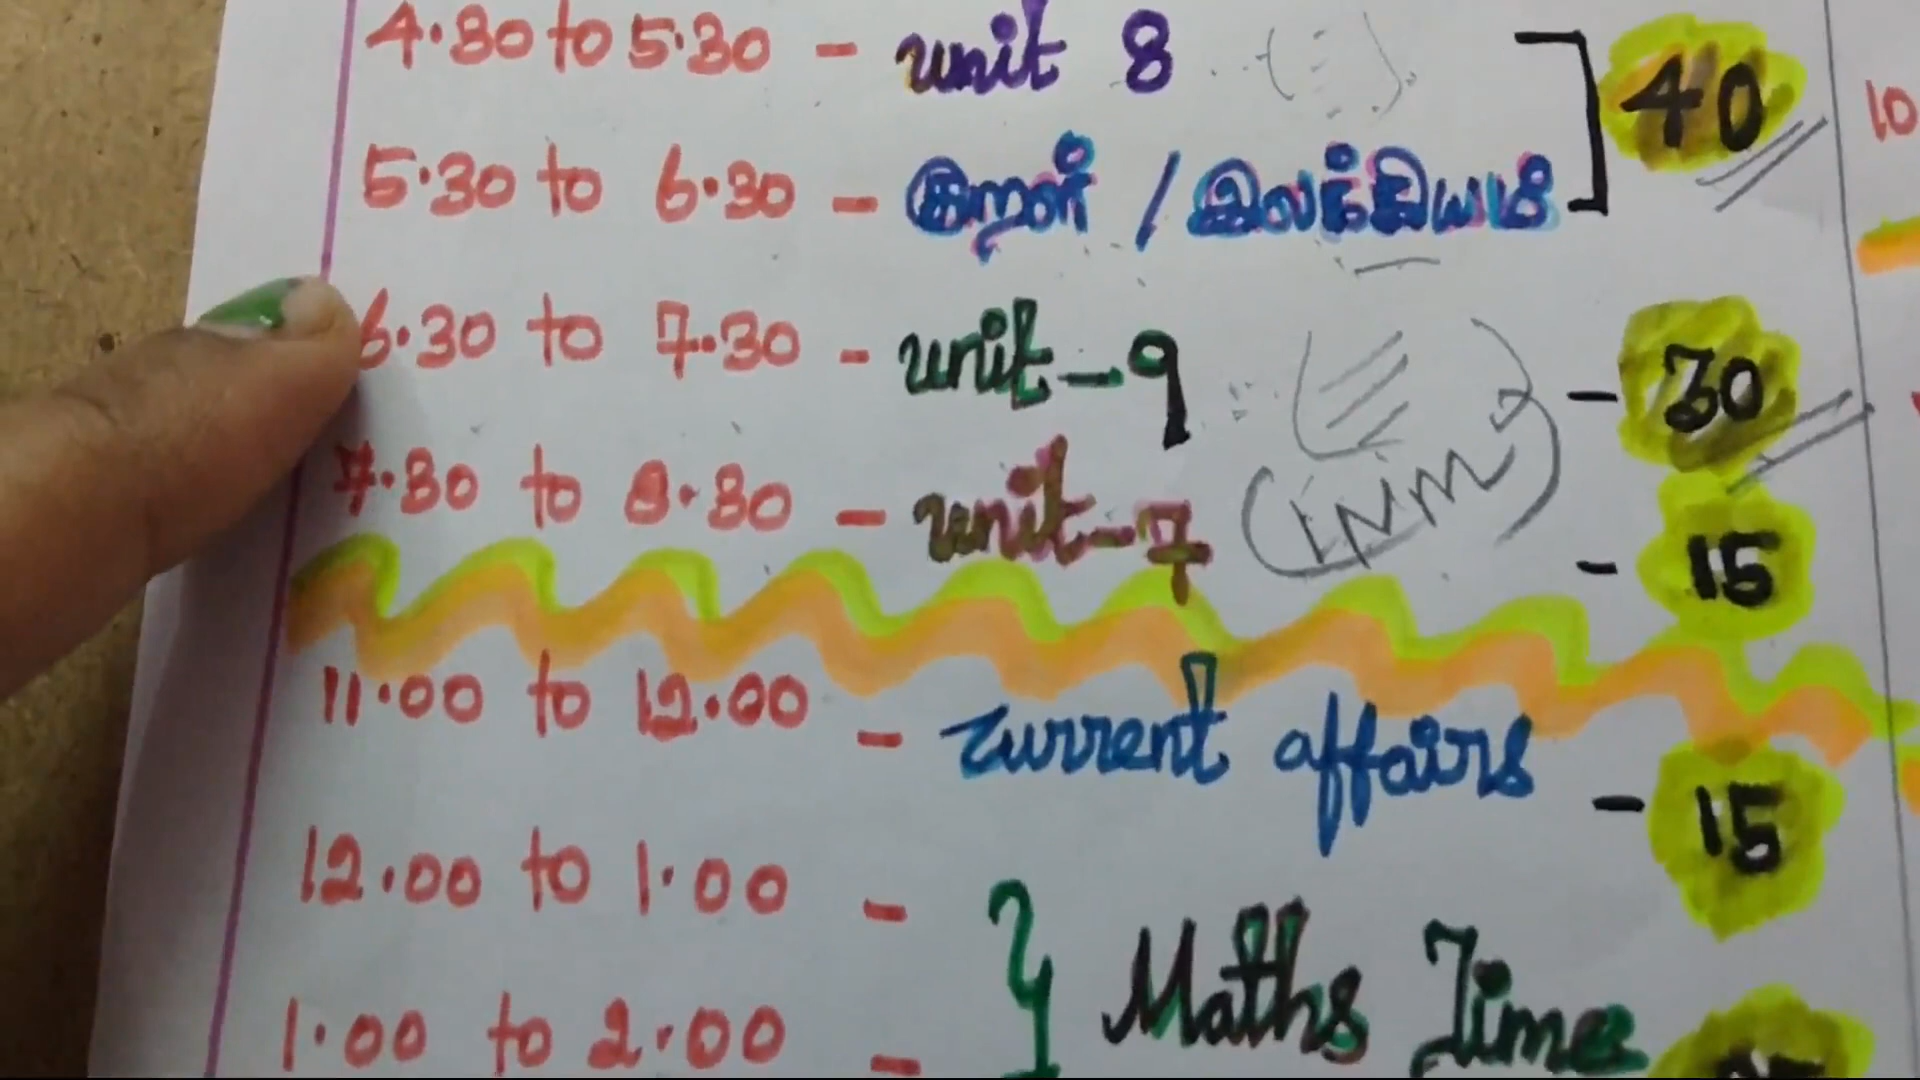 4.30 to 5.30 - unit 8 40 10
5.30 to 6.30 - குறள் / இலக்கியம்
6.30 to 7.30 - unit-9 - 30
7.30 to 8.30 - unit-7 (INM) - 15
11.00 to 12.00 - current affairs - 15
12.00 to 1.00 -
1.00 to 2.00 - } Maths Time